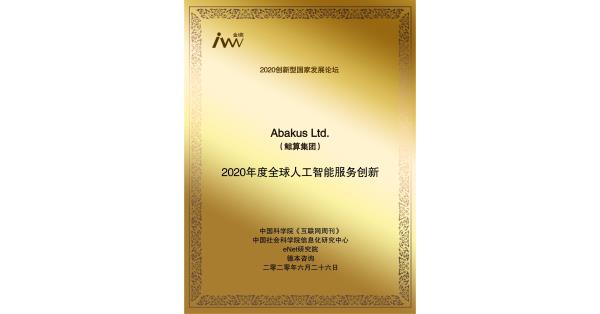 iww 金i奖
2020创新型国家发展论坛
Abakus Ltd.
（鲸算集团）
2020年度全球人工智能服务创新
中国科学院《互联网周刊》
中国社会科学院信息化研究中心
eNet研究院
德本咨询
二零二零年六月二十六日